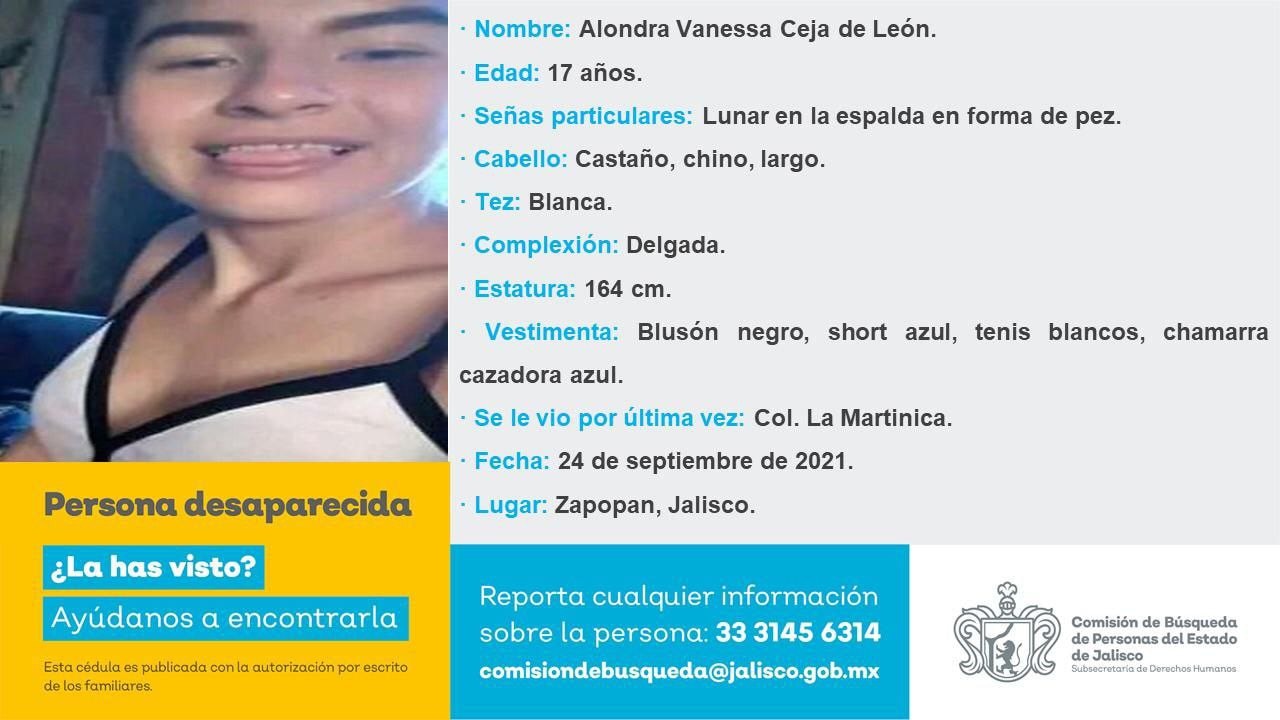 · Nombre: Alondra Vanessa Ceja de León.
· Edad: 17 años.
· Señas particulares: Lunar en la espalda en forma de pez.
· Cabello: Castaño, chino, largo.
· Tez: Blanca.
· Complexión: Delgada.
· Estatura: 164 cm.
· Vestimenta: Blusón negro, short azul, tenis blancos, chamarra
cazadora azul.
· Se le vio por última vez: Col. La Martinica.
· Fecha: 24 de septiembre de 2021.
· Lugar: Zapopan, Jalisco.
Persona desaparecida
¿La has visto?
Ayúdanos a encontrarla
Esta cédula es publicada con la autorización por escrito
de los familiares.
Reporta cualquier información
sobre la persona: 33 3145 6314
comisiondebusqueda@jalisco.gob.mx
Comisión de Búsqueda
de Personas del Estado
de Jalisco
Subsecretaría de Derechos Humanos